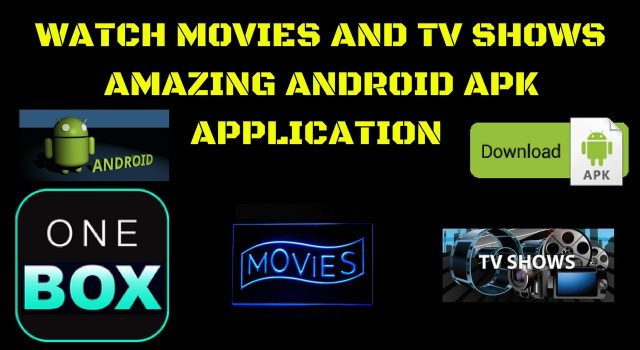 WATCH MOVIES AND TV SHOWS
AMAZING ANDROID APK
APPLICATION
ANDROID
Download
APK
ONE
BOX
MOVIES
TV SHOWS